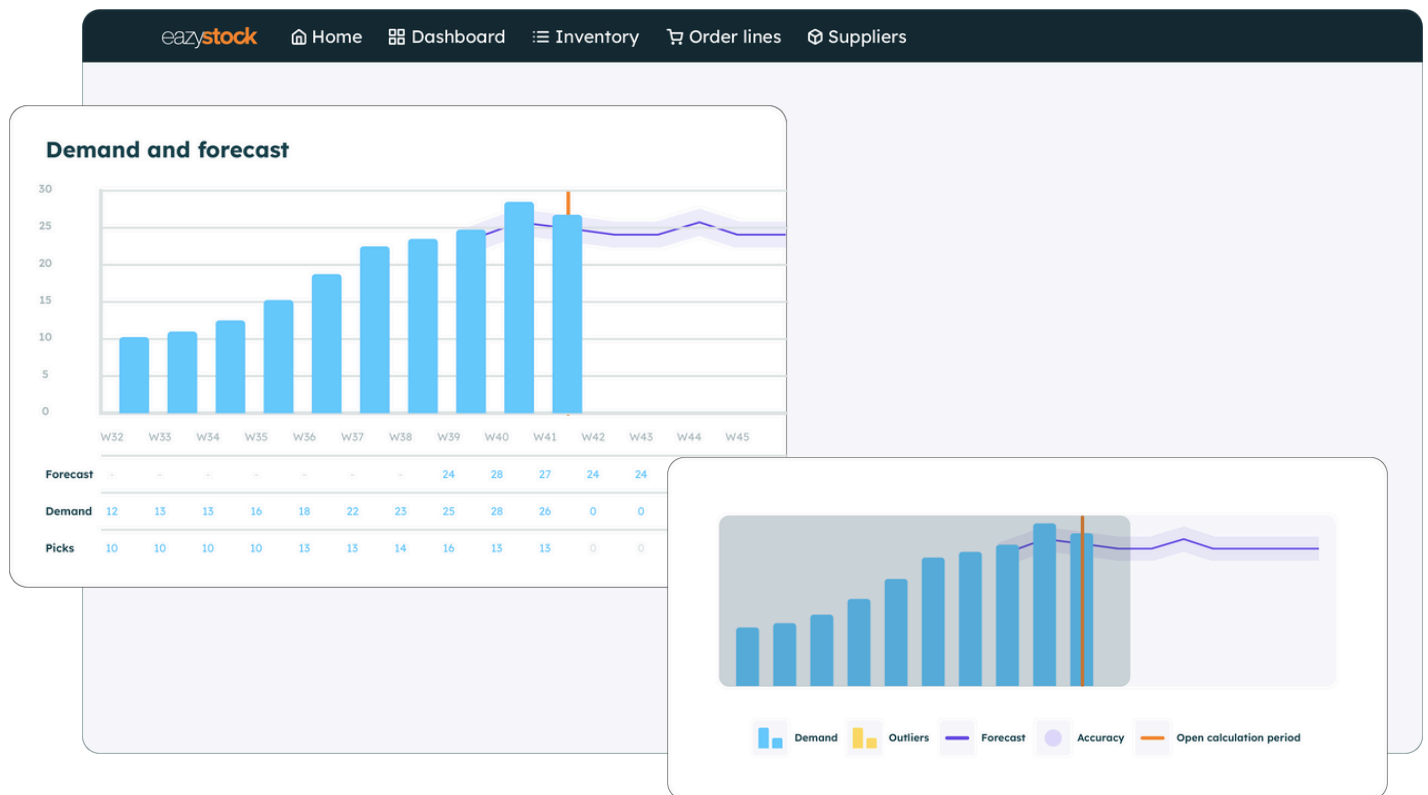 eazystock Home Dashboard Inventory Order lines Suppliers
Demand and forecast
30
25
20
15
10
5
0
W32 W33 W34 W35 W36 W37 W38 W39 W40 W41 W42 W43 W44 W45
Forecast - - - - - - - 24 28 27 24 24
Demand 12 13 13 16 18 22 23 25 28 26 0 0
Picks 10 10 10 10 13 13 14 16 13 13 0 0
Demand Outliers Forecast Accuracy Open calculation period